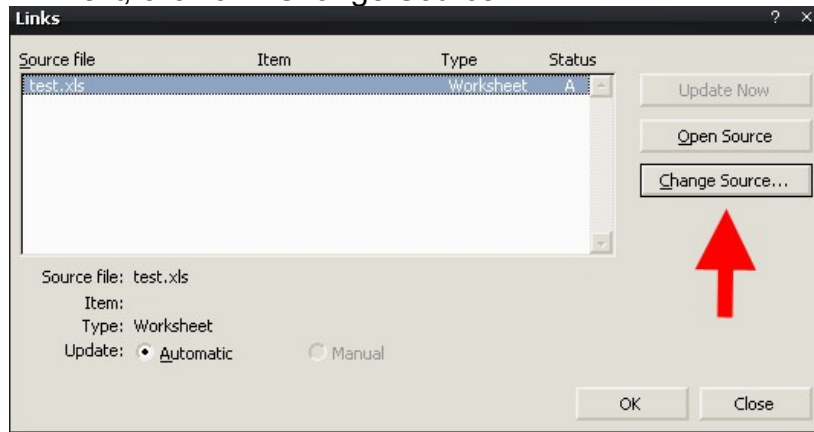 Links ? ×
Source file Item Type Status
test.xls Worksheet A
Update Now
Open Source
Change Source...
Source file: test.xls
Item:
Type: Worksheet
Update: Automatic Manual
OK Close